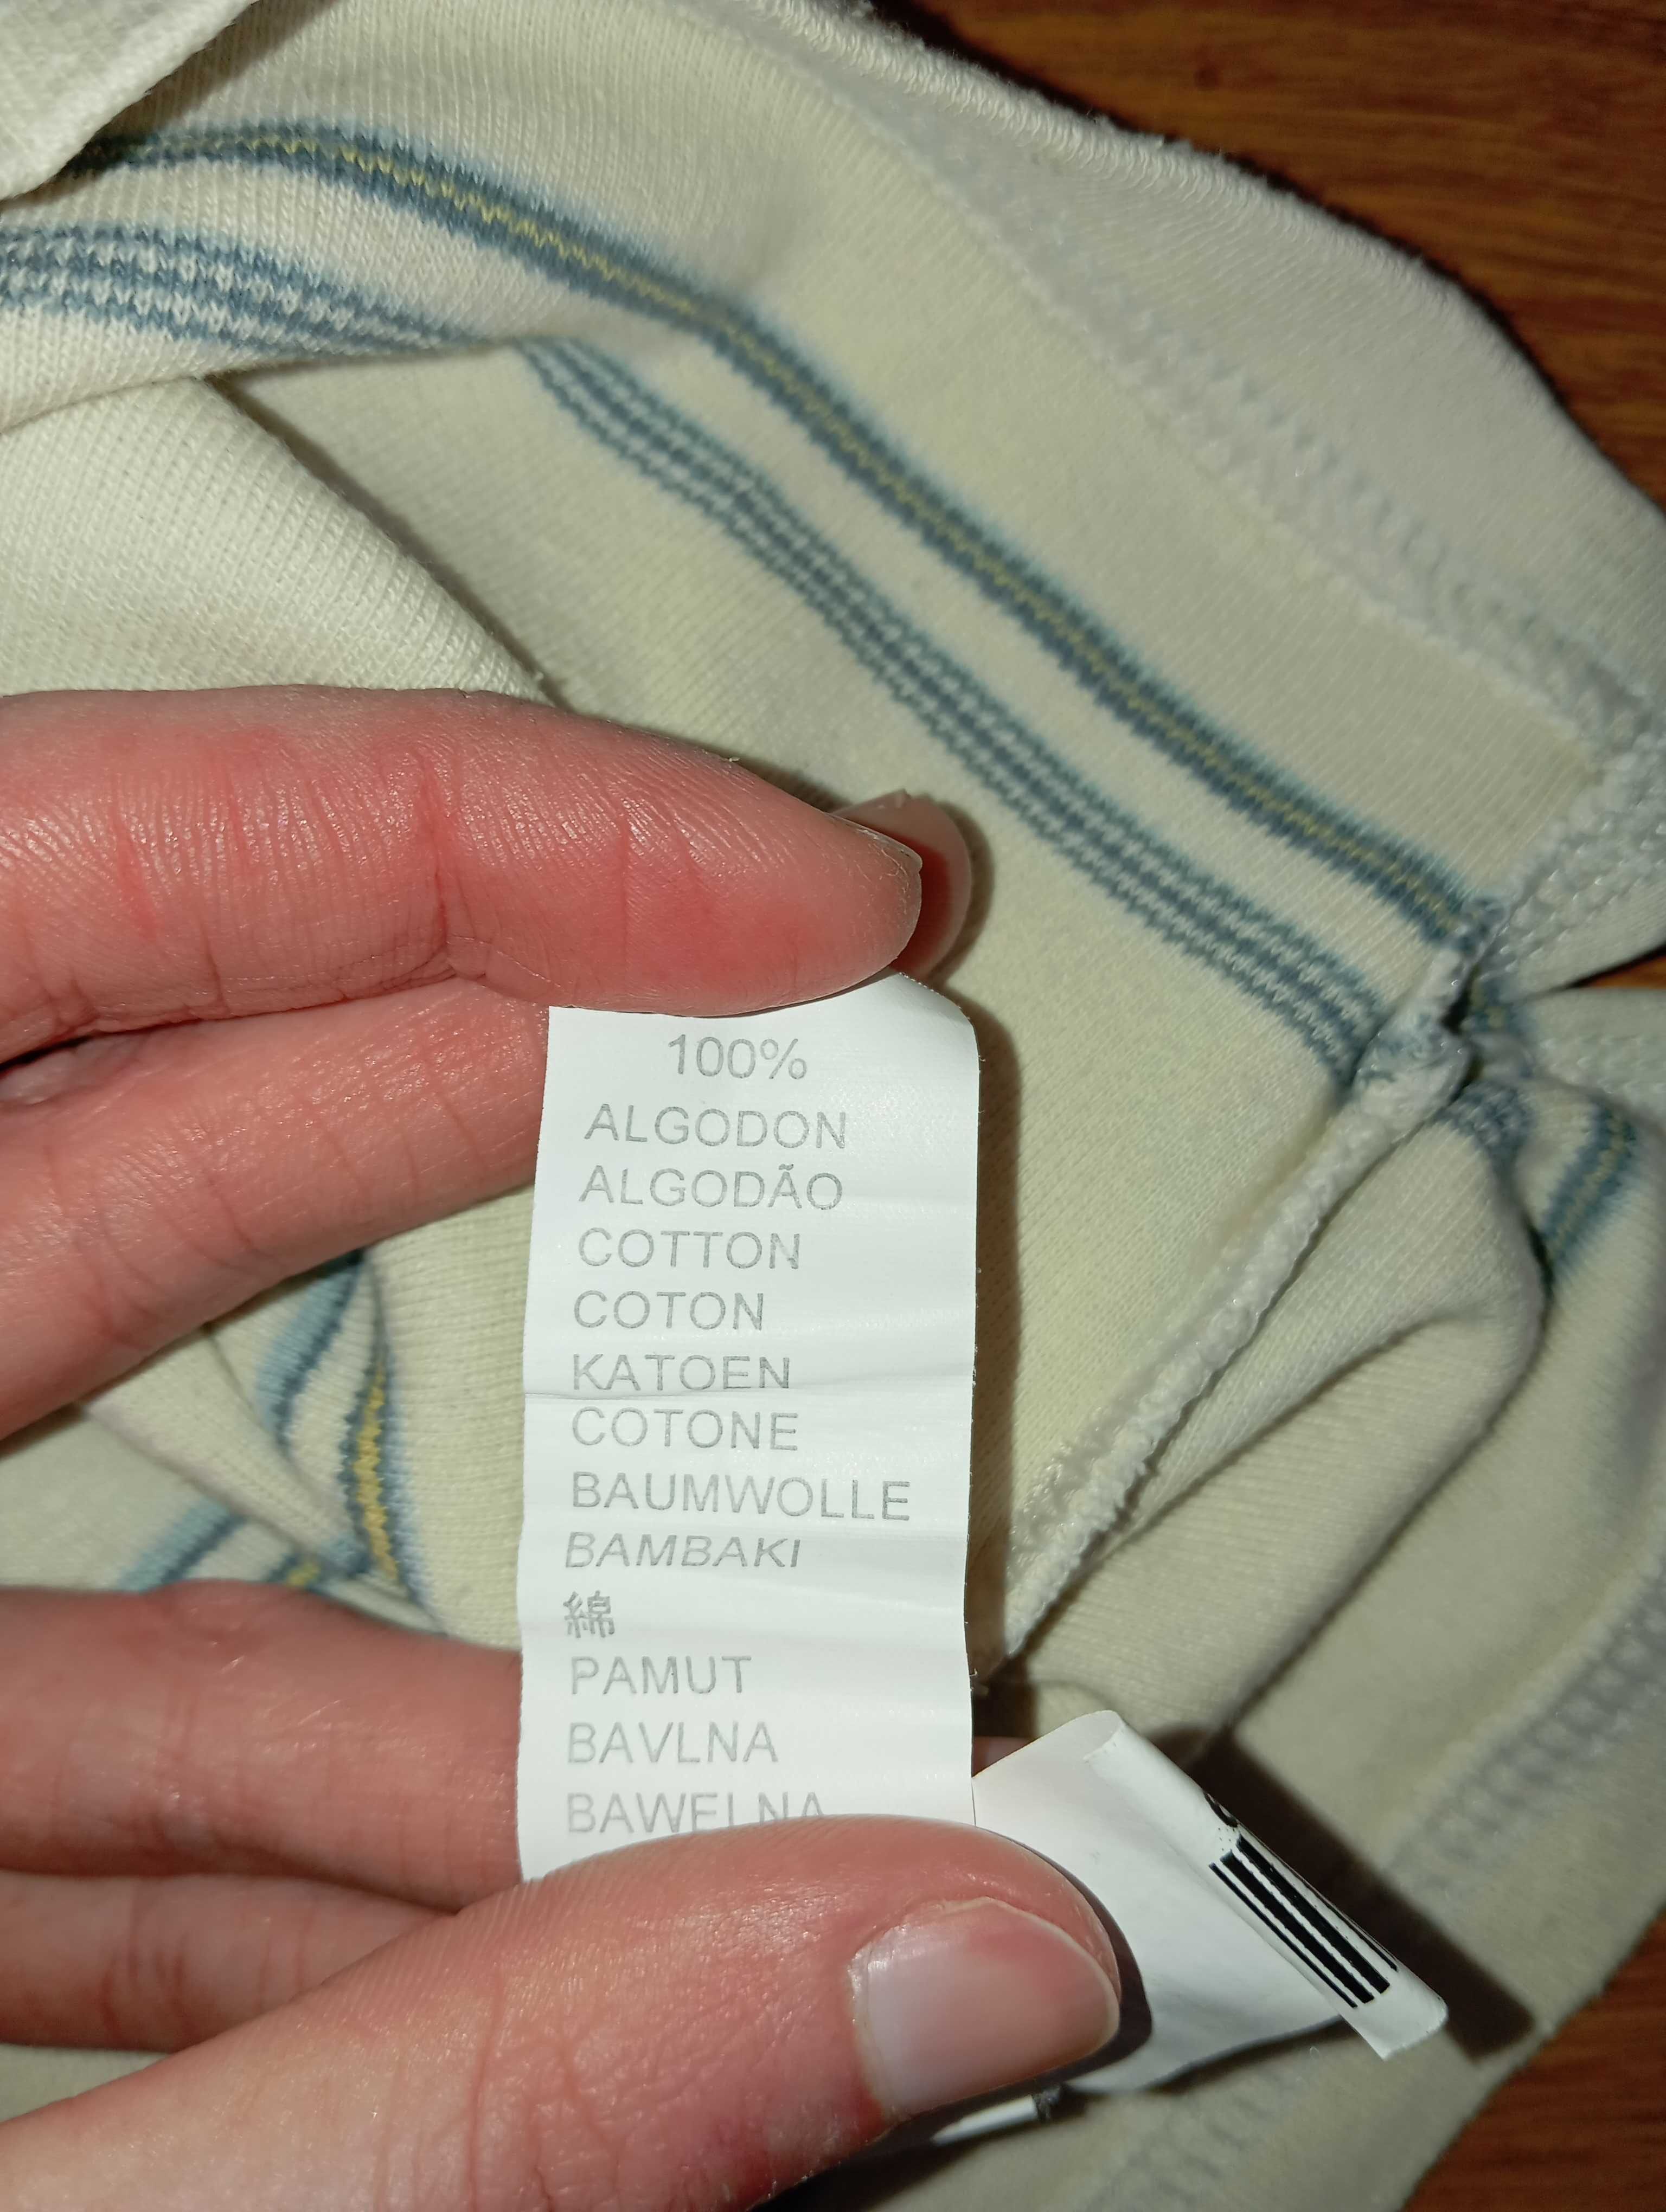 100%
ALGODON
ALGODÃO
COTTON
COTON
KATOEN
COTONE
BAUMWOLLE
BAMBAKI
綿
PAMUT
BAVLNA
BAWELNA